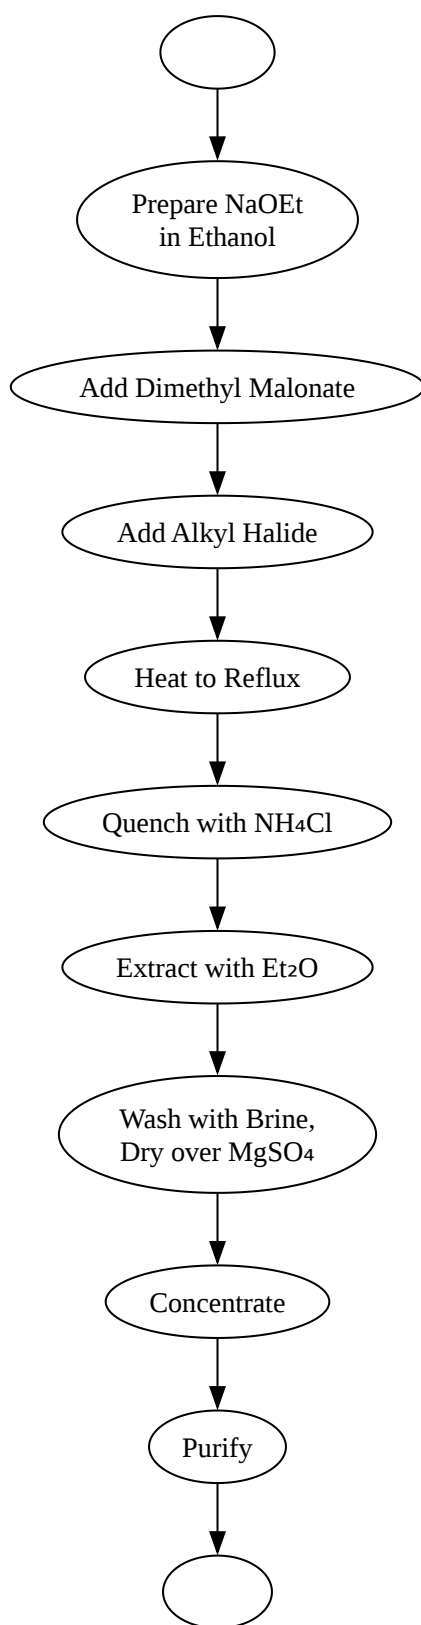 Prepare NaOEt
in Ethanol
Add Dimethyl Malonate
Add Alkyl Halide
Heat to Reflux
Quench with NH₄Cl
Extract with Et₂O
Wash with Brine,
Dry over MgSO₄
Concentrate
Purify